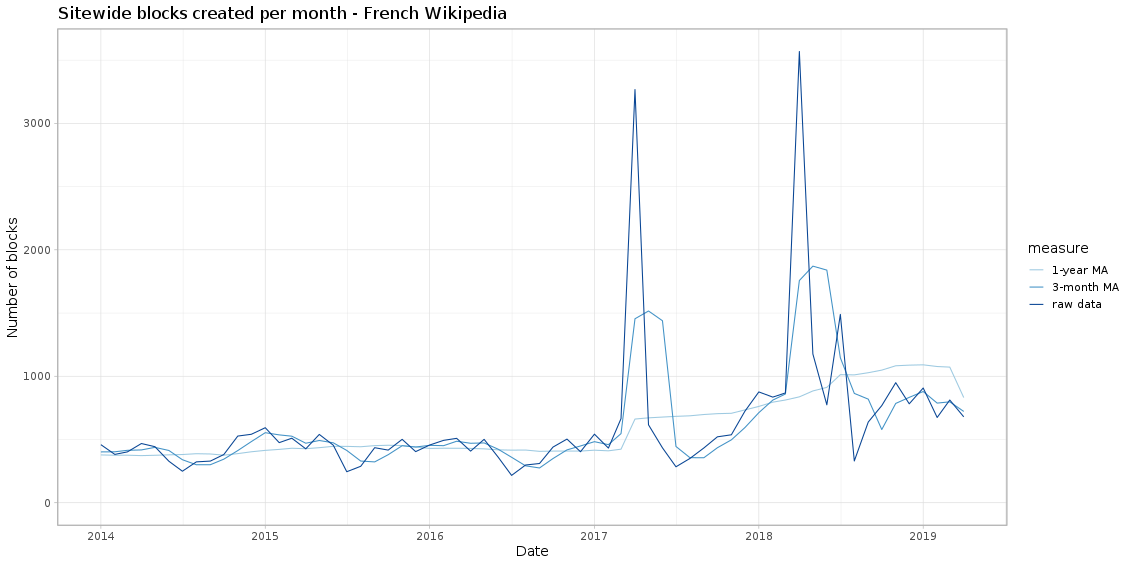 Sitewide blocks created per month - French Wikipedia
Number of blocks
3000
2000
1000
0
2014 2015 2016 2017 2018 2019
Date
measure
1-year MA
3-month MA
raw data